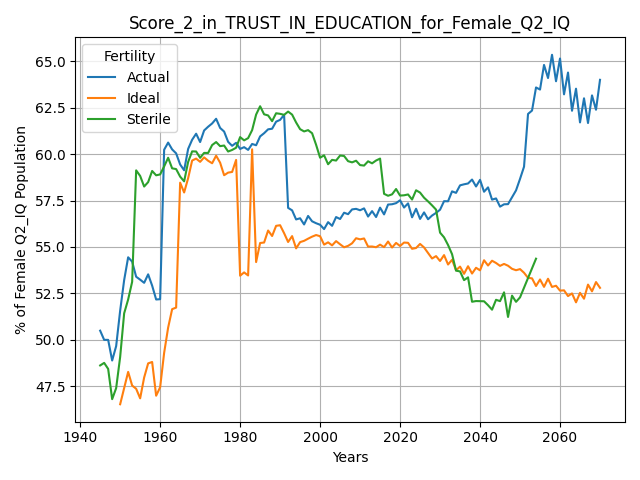 Score_2_in_TRUST_IN_EDUCATION_for_Female_Q2_IQ
Fertility
Actual
Ideal
Sterile
% of Female Q2_IQ Population
65.0
62.5
60.0
57.5
55.0
52.5
50.0
47.5
1940 1960 1980 2000 2020 2040 2060
Years